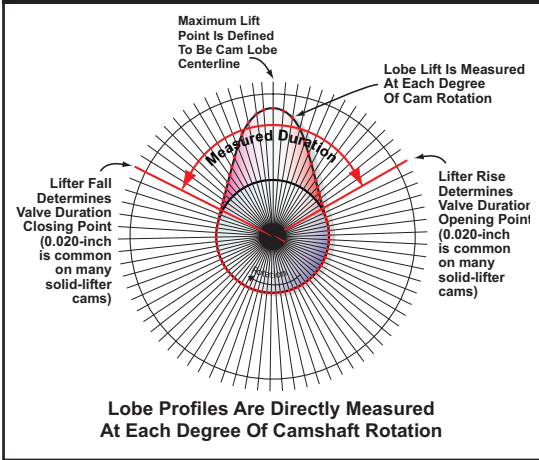 Maximum Lift
Point Is Defined
To Be Cam Lobe
Centerline
Lobe Lift Is Measured
At Each Degree
Of Cam Rotation
Measured Duration
Lifter Fall
Determines
Valve Duration
Closing Point
(0.020-inch
is common
on many
solid-lifter
cams)
Lifter Rise
Determines
Valve Duration
Opening Point
(0.020-inch
is common
on many
solid-lifter
cams)
Rotation
Lobe Profiles Are Directly Measured
At Each Degree Of Camshaft Rotation